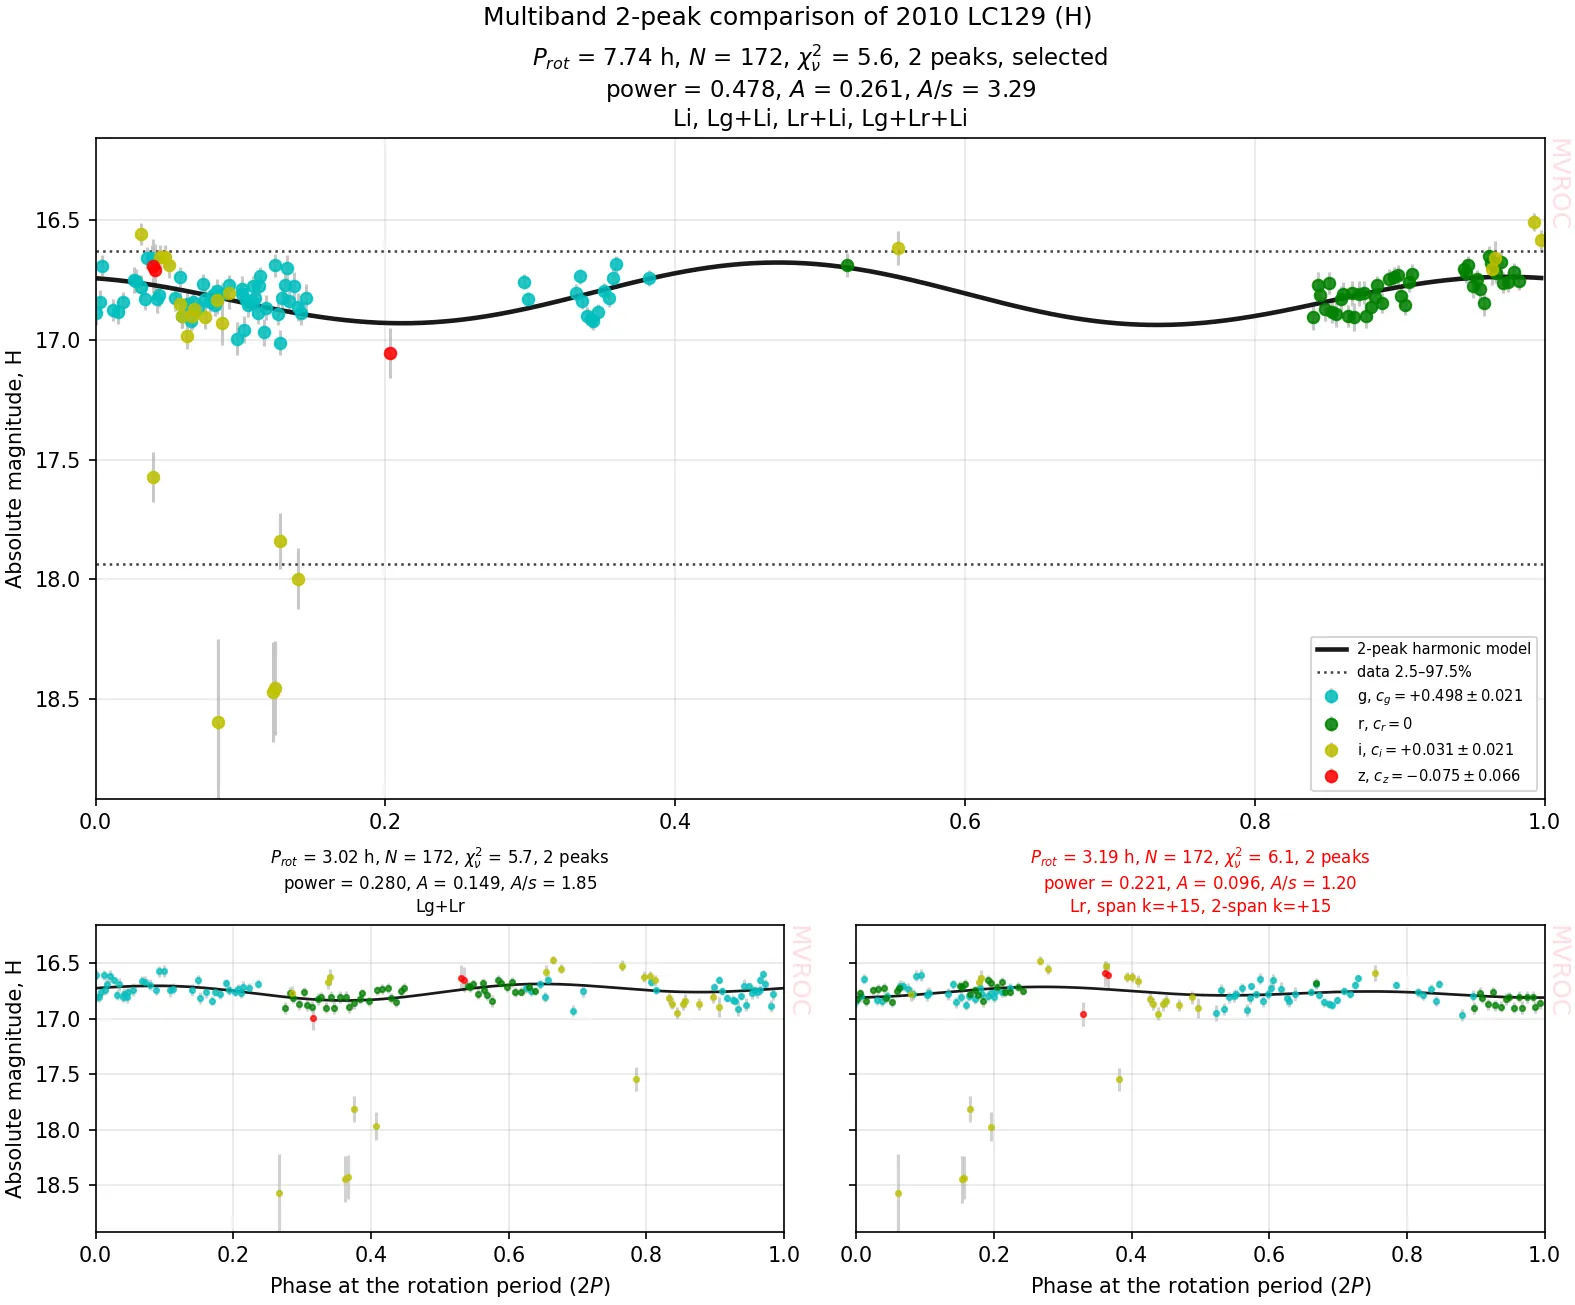 Multiband 2-peak comparison of 2010 LC129 (H)
P_rot = 7.74 h, N = 172, χ²_ν = 5.6, 2 peaks, selected
power = 0.478, A = 0.261, A/s = 3.29
Li, Lg+Li, Lr+Li, Lg+Lr+Li
MVROC
Absolute magnitude, H
16.5
17.0
17.5
18.0
18.5
2-peak harmonic model
data 2.5–97.5%
g, c_g = +0.498 ± 0.021
r, c_r = 0
i, c_i = +0.031 ± 0.021
z, c_z = −0.075 ± 0.066
0.0 0.2 0.4 0.6 0.8 1.0
P_rot = 3.02 h, N = 172, χ²_ν = 5.7, 2 peaks
power = 0.280, A = 0.149, A/s = 1.85
Lg+Lr
MVROC
Absolute magnitude, H
16.5
17.0
17.5
18.0
18.5
0.0 0.2 0.4 0.6 0.8 1.0
Phase at the rotation period (2P)
P_rot = 3.19 h, N = 172, χ²_ν = 6.1, 2 peaks
power = 0.221, A = 0.096, A/s = 1.20
Lr, span k=+15, 2-span k=+15
MVROC
0.0 0.2 0.4 0.6 0.8 1.0
Phase at the rotation period (2P)